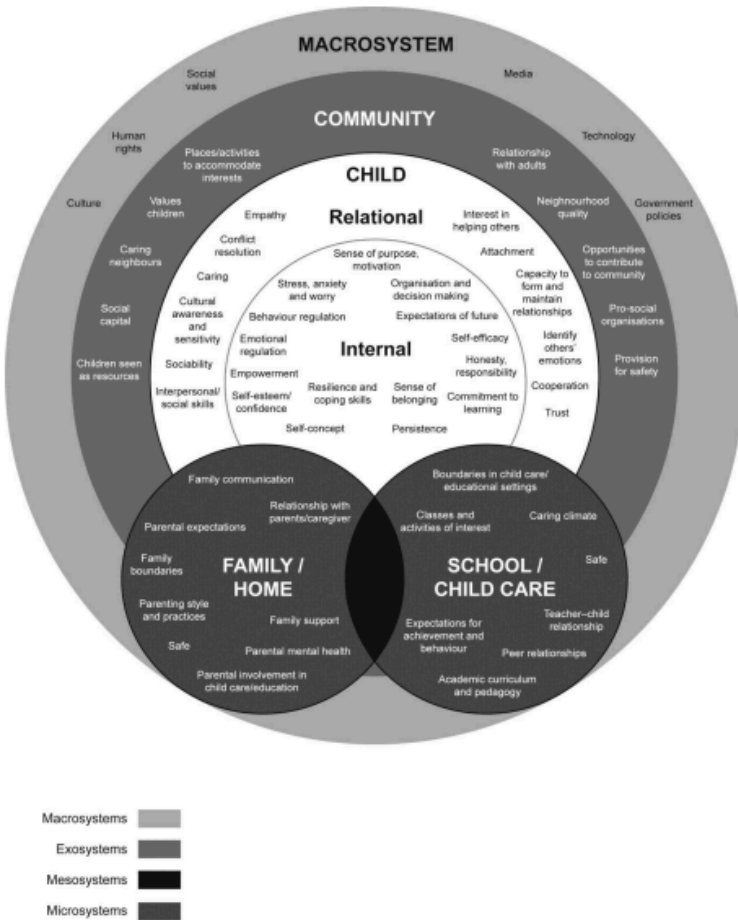 MACROSYSTEM
Social
values
Media
Human
rights
Technology
Culture
Government
policies
COMMUNITY
Places/activities
to accommodate
interests
Relationship
with adults
Values
children
Neighnourhood
quality
Caring
neighbours
Opportunities
to contribute
to community
Social
capital
Pro-social
organisations
Children seen
as resources
Provision
for safety
CHILD
Relational
Empathy
Interest in
helping others
Conflict
resolution
Attachment
Caring
Capacity to
form and
maintain
relationships
Cultural
awareness
and
sensitivity
Identify
others'
emotions
Sociability
Cooperation
Interpersonal/
social skills
Trust
Sense of purpose,
motivation
Stress, anxiety
and worry
Organisation and
decision making
Behaviour regulation
Expectations of future
Emotional
regulation
Internal
Self-efficacy
Honesty,
responsibility
Empowerment
Self-esteem/
confidence
Resilience and
coping skills
Sense of
belonging
Commitment to
learning
Self-concept
Persistence
Family communication
Relationship with
parents/caregiver
Parental expectations
Family
boundaries
FAMILY /
HOME
Parenting style
and practices
Family support
Safe
Parental mental health
Parental involvement in
child care/education
Boundaries in child care/
educational settings
Classes and
activities of interest
Caring climate
Safe
SCHOOL /
CHILD CARE
Teacher–child
relationship
Expectations for
achievement and
behaviour
Peer relationships
Academic curriculum
and pedagogy
Macrosystems
Exosystems
Mesosystems
Microsystems